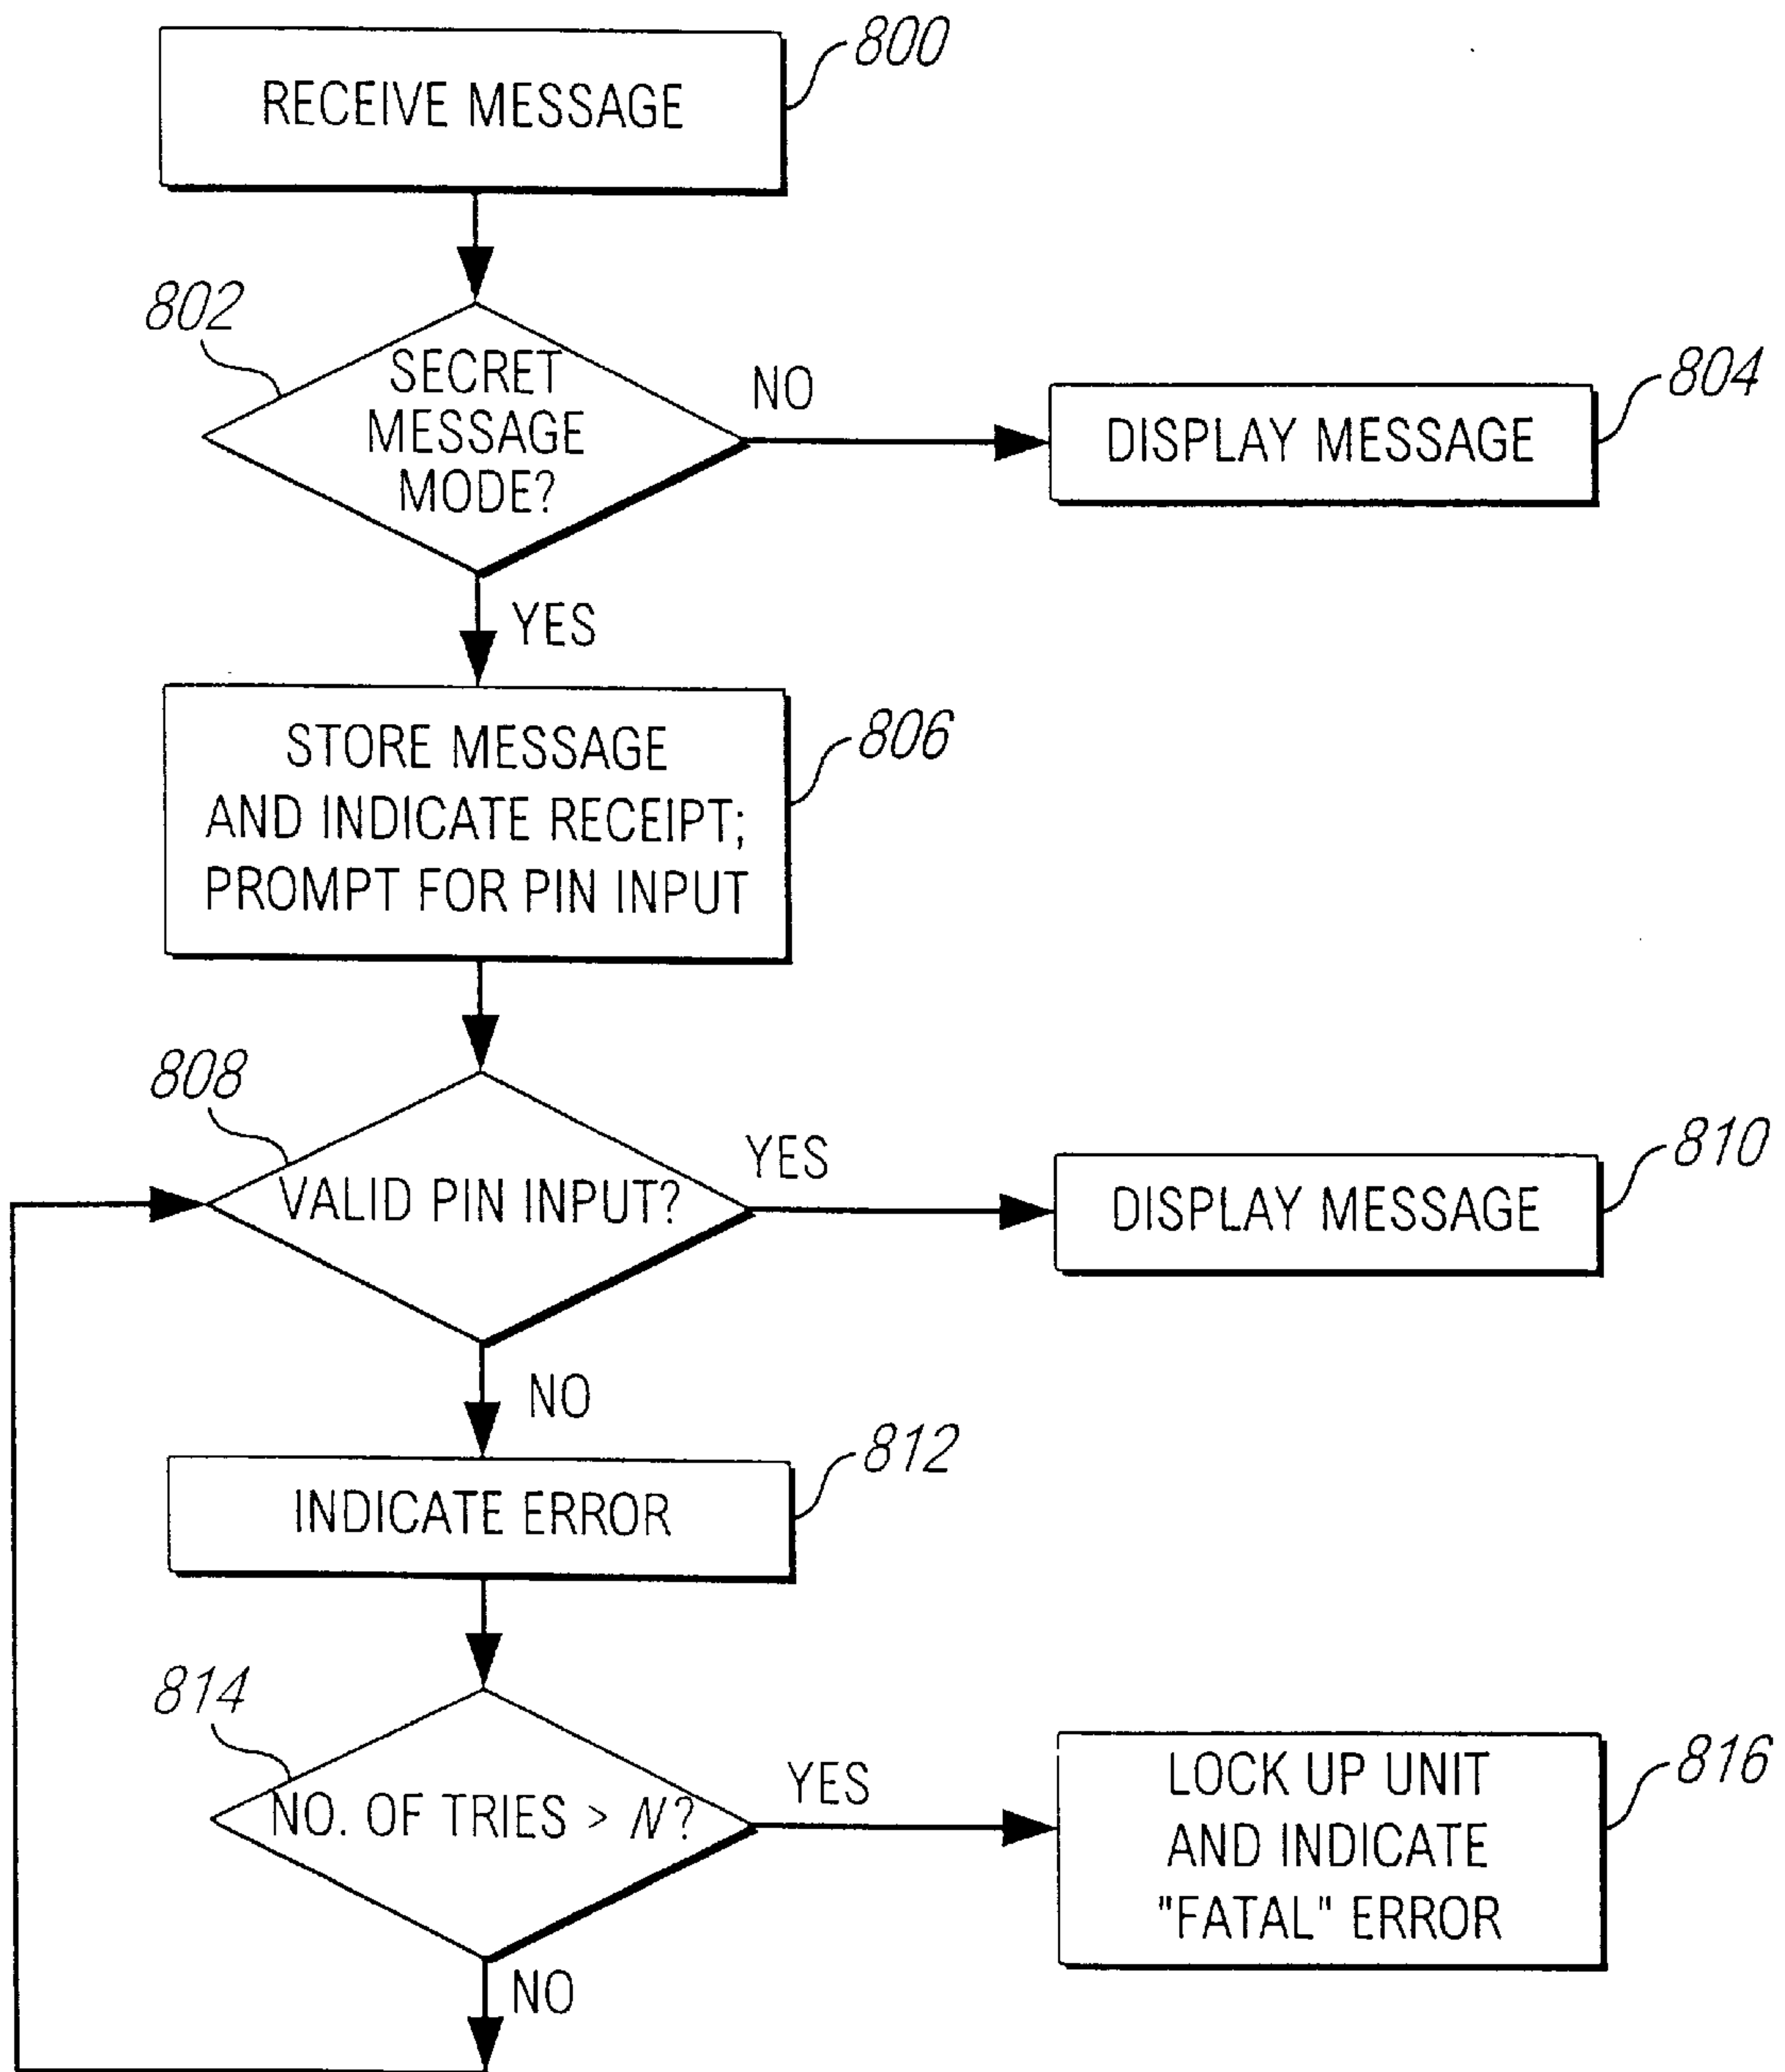 RECEIVE MESSAGE
800
802
SECRET
MESSAGE
MODE?
NO
DISPLAY MESSAGE
804
YES
STORE MESSAGE
AND INDICATE RECEIPT;
PROMPT FOR PIN INPUT
806
808
VALID PIN INPUT?
YES
DISPLAY MESSAGE
810
NO
INDICATE ERROR
812
814
NO. OF TRIES > N?
YES
LOCK UP UNIT
AND INDICATE
"FATAL" ERROR
816
NO